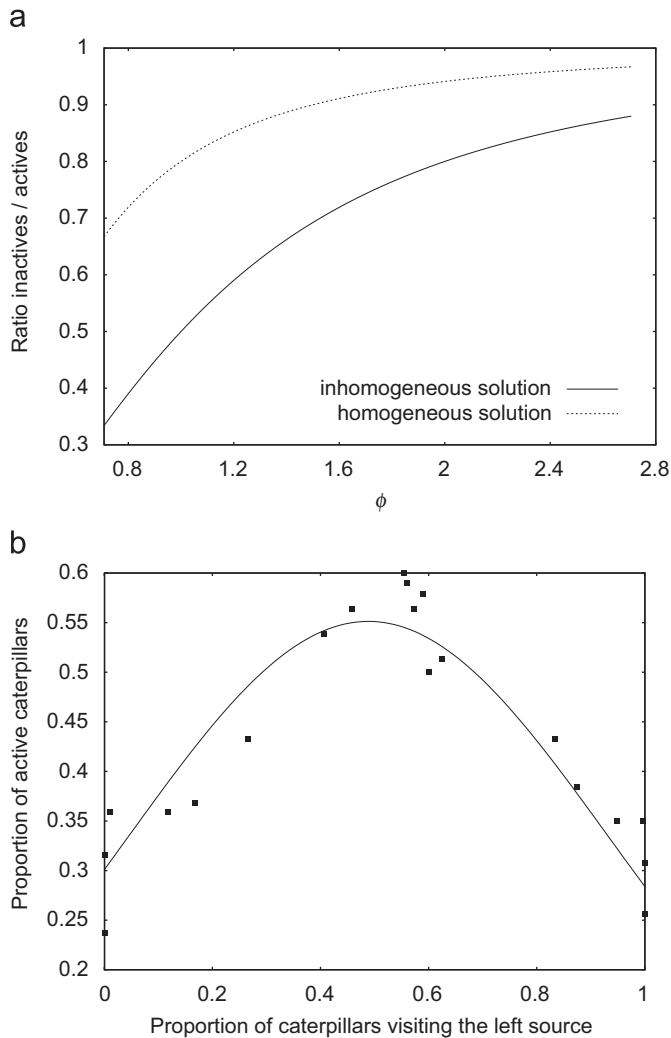 a
1
0.9
0.8
0.7
0.6
0.5
0.4
0.3
Ratio inactives / actives
inhomogeneous solution
homogeneous solution
0.8 1.2 1.6 2 2.4 2.8
ϕ
b
0.6
0.55
0.5
0.45
0.4
0.35
0.3
0.25
0.2
Proportion of active caterpillars
0 0.2 0.4 0.6 0.8 1
Proportion of caterpillars visiting the left source